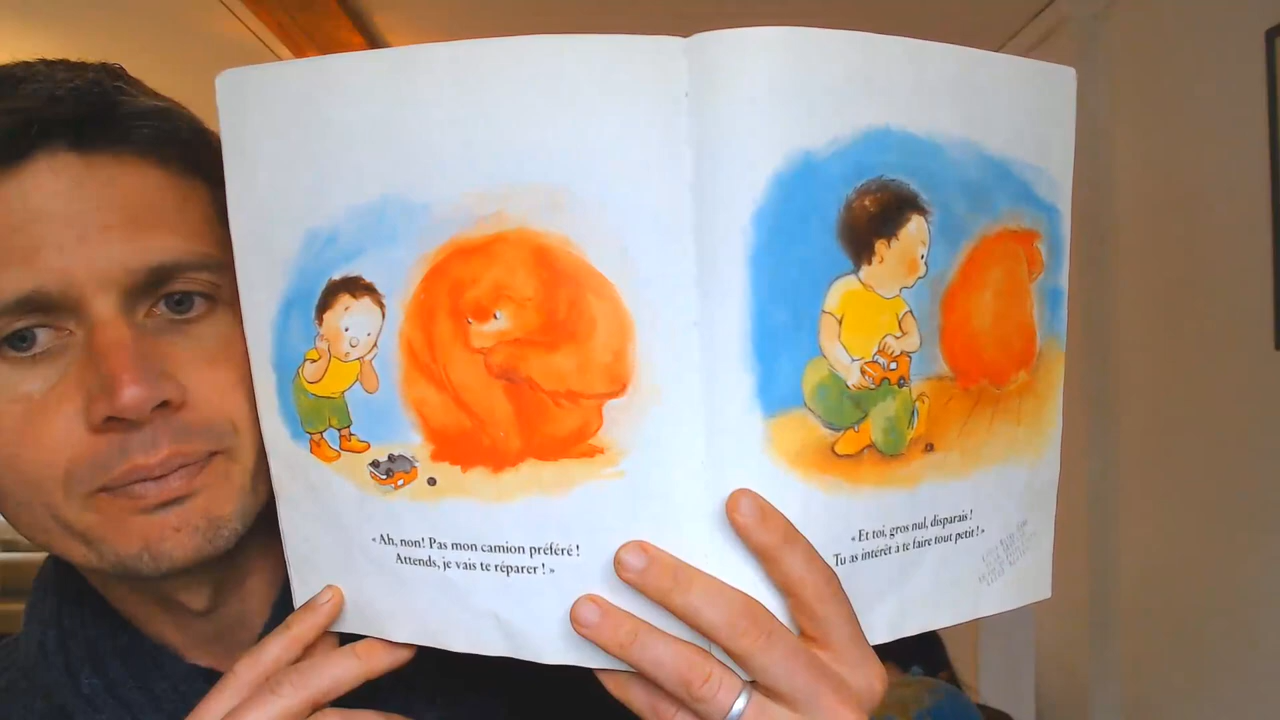 « Ah, non! Pas mon camion préféré !
Attends, je vais te réparer ! »
« Et toi, gros nul, disparais !
Tu as intérêt à te faire tout petit ! »